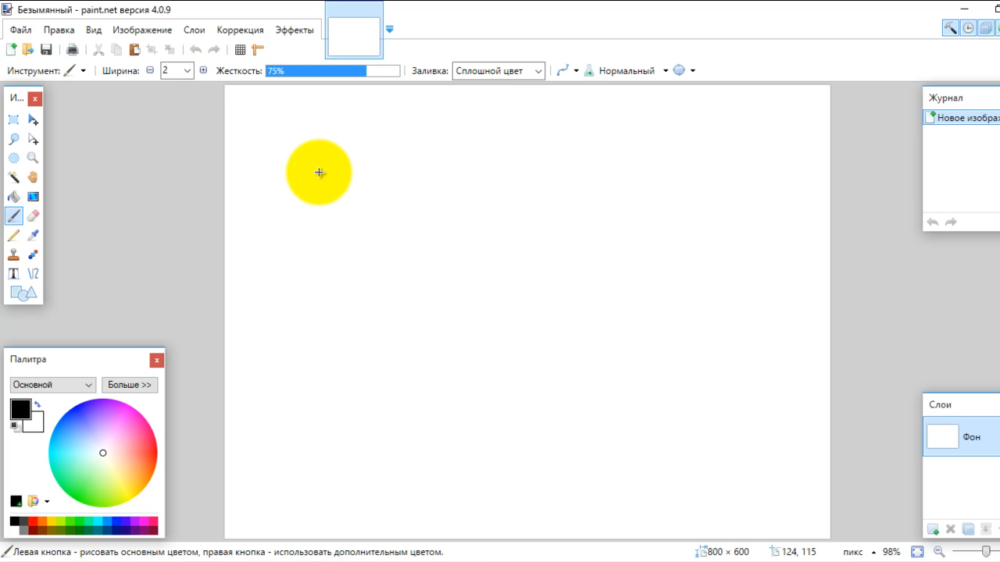 Безымянный - paint.net версия 4.0.9
Файл Правка Вид Изображение Слои Коррекция Эффекты
Инструмент: Ширина: 2 Жесткость: 75% Заливка: Сплошной цвет Нормальный
И...
Журнал
Новое изображ
Палитра
Основной Больше >>
Слои
Фон
Левая кнопка - рисовать основным цветом, правая кнопка - использовать дополнительным цветом.
800 × 600 124, 115 пикс 98%